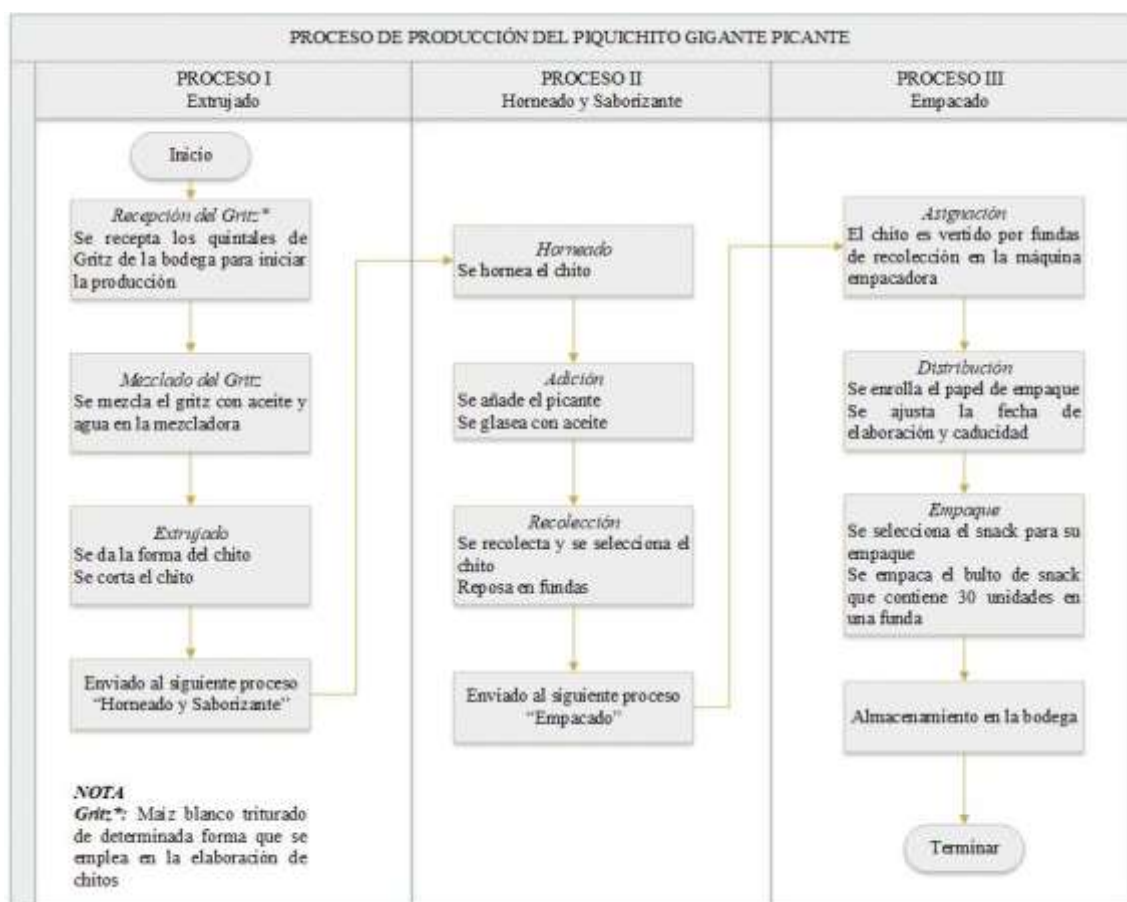 PROCESO DE PRODUCCIÓN DEL PIQUICHITO GIGANTE PICANTE
PROCESO I
Extrujado
Inicio
Recepción del Gritz*
Se recepta los quintales de
Gritz de la bodega para iniciar
la producción
Mezclado del Gritz
Se mezcla el gritz con aceite y
agua en la mezcladora
Extrujado
Se da la forma del chito
Se corta el chito
Enviado al siguiente proceso
“Horneado y Saborizante”
NOTA
Gritz*: Maiz blanco triturado
de determinada forma que se
emplea en la elaboración de
chitos
PROCESO II
Horneado y Saborizante
Horneado
Se hornea el chito
Adición
Se añade el picante
Se glasea con aceite
Recolección
Se recolecta y se selecciona el
chito
Reposa en fundas
Enviado al siguiente proceso
“Empacado”
PROCESO III
Empacado
Asignación
El chito es vertido por fundas
de recolección en la máquina
empacadora
Distribución
Se enrolla el papel de empaque
Se ajusta la fecha de
elaboración y caducidad
Empaque
Se selecciona el snack para su
empaque
Se empaca el bulto de snack
que contiene 30 unidades en
una funda
Almacenamiento en la bodega
Terminar